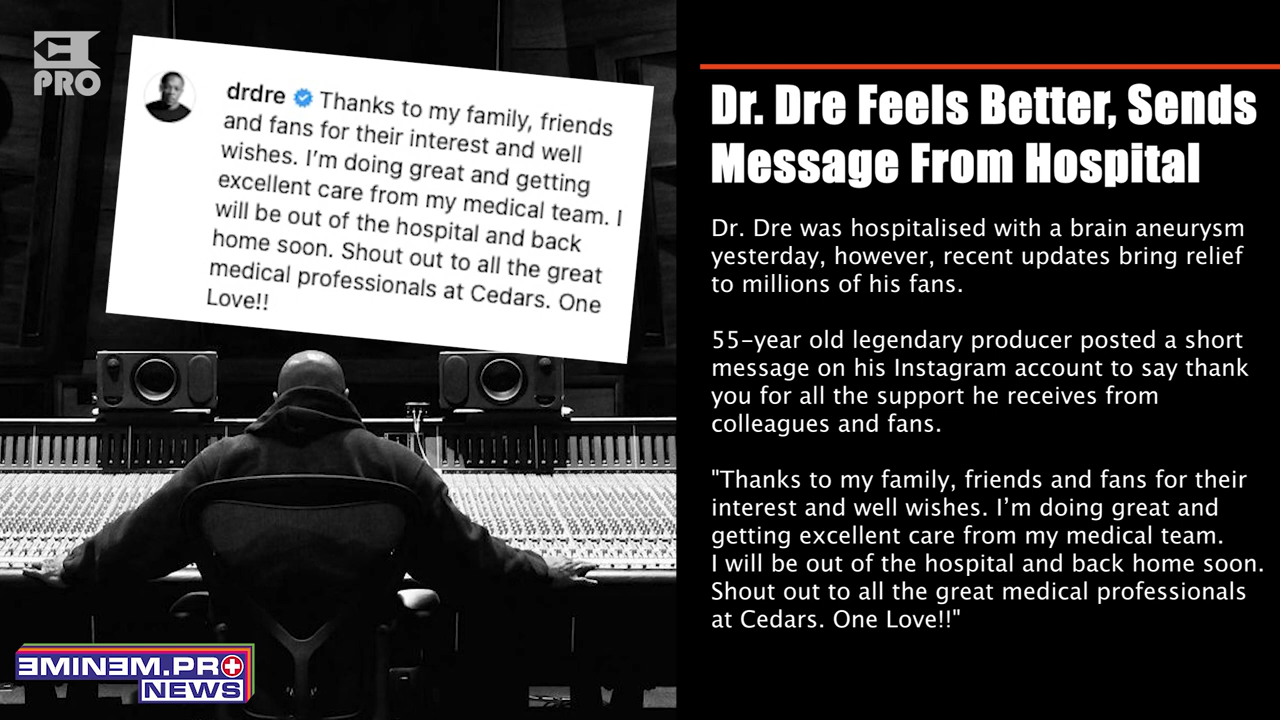 PRO
drdre Thanks to my family, friends
and fans for their interest and well
wishes. I’m doing great and getting
excellent care from my medical team. I
will be out of the hospital and back
home soon. Shout out to all the great
medical professionals at Cedars. One
Love!!
Dr. Dre Feels Better, Sends
Message From Hospital
Dr. Dre was hospitalised with a brain aneurysm
yesterday, however, recent updates bring relief
to millions of his fans.
55-year old legendary producer posted a short
message on his Instagram account to say thank
you for all the support he receives from
colleagues and fans.
"Thanks to my family, friends and fans for their
interest and well wishes. I’m doing great and
getting excellent care from my medical team.
I will be out of the hospital and back home soon.
Shout out to all the great medical professionals
at Cedars. One Love!!"
ƎMINƎM.PRO
NEWS